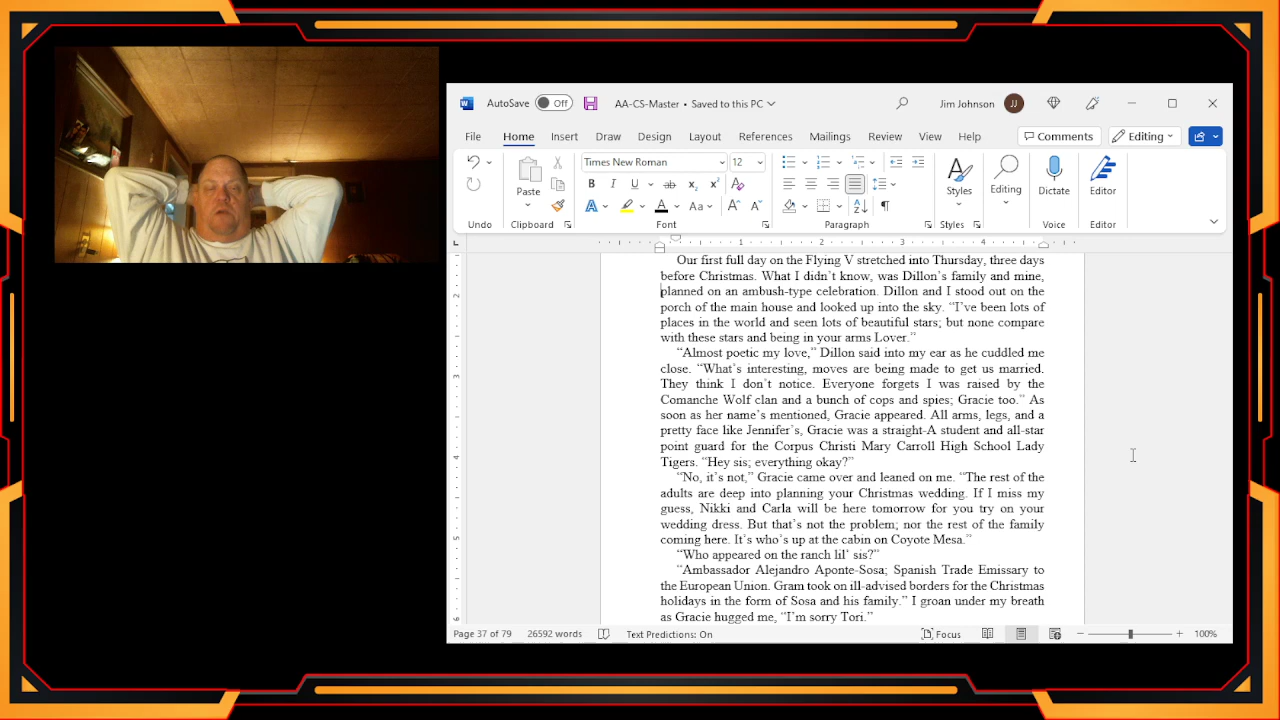 AutoSave Off AA-CS-Master • Saved to this PC Jim Johnson JJ
File Home Insert Draw Design Layout References Mailings Review View Help Comments Editing
Times New Roman 12
Paste B I U ab x₂ x² A Styles Editing Dictate Editor
A A Aa A A
Undo Clipboard Font Paragraph Styles Voice Editor
1 2 3 4
Our first full day on the Flying V stretched into Thursday, three days
before Christmas. What I didn’t know, was Dillon’s family and mine,
planned on an ambush-type celebration. Dillon and I stood out on the
porch of the main house and looked up into the sky. “I’ve been lots of
places in the world and seen lots of beautiful stars; but none compare
with these stars and being in your arms Lover.”
“Almost poetic my love,” Dillon said into my ear as he cuddled me
close. “What’s interesting, moves are being made to get us married.
They think I don’t notice. Everyone forgets I was raised by the
Comanche Wolf clan and a bunch of cops and spies; Gracie too.” As
soon as her name’s mentioned, Gracie appeared. All arms, legs, and a
pretty face like Jennifer’s, Gracie was a straight-A student and all-star
point guard for the Corpus Christi Mary Carroll High School Lady
Tigers. “Hey sis; everything okay?”
“No, it’s not,” Gracie came over and leaned on me. “The rest of the
adults are deep into planning your Christmas wedding. If I miss my
guess, Nikki and Carla will be here tomorrow for you try on your
wedding dress. But that’s not the problem; nor the rest of the family
coming here. It’s who’s up at the cabin on Coyote Mesa.”
“Who appeared on the ranch lil’ sis?”
“Ambassador Alejandro Aponte-Sosa; Spanish Trade Emissary to
the European Union. Gram took on ill-advised borders for the Christmas
holidays in the form of Sosa and his family.” I groan under my breath
as Gracie hugged me, “I’m sorry Tori.”
2
3
4
5
6
Page 37 of 79 26592 words Text Predictions: On Focus 100%